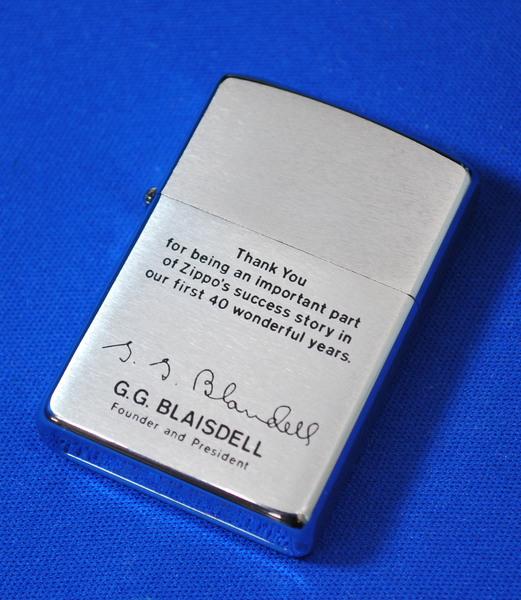 Thank You
for being an important part
of Zippo's success story in
our first 40 wonderful years.
G. G. Blaisdell
G.G. BLAISDELL
Founder and President